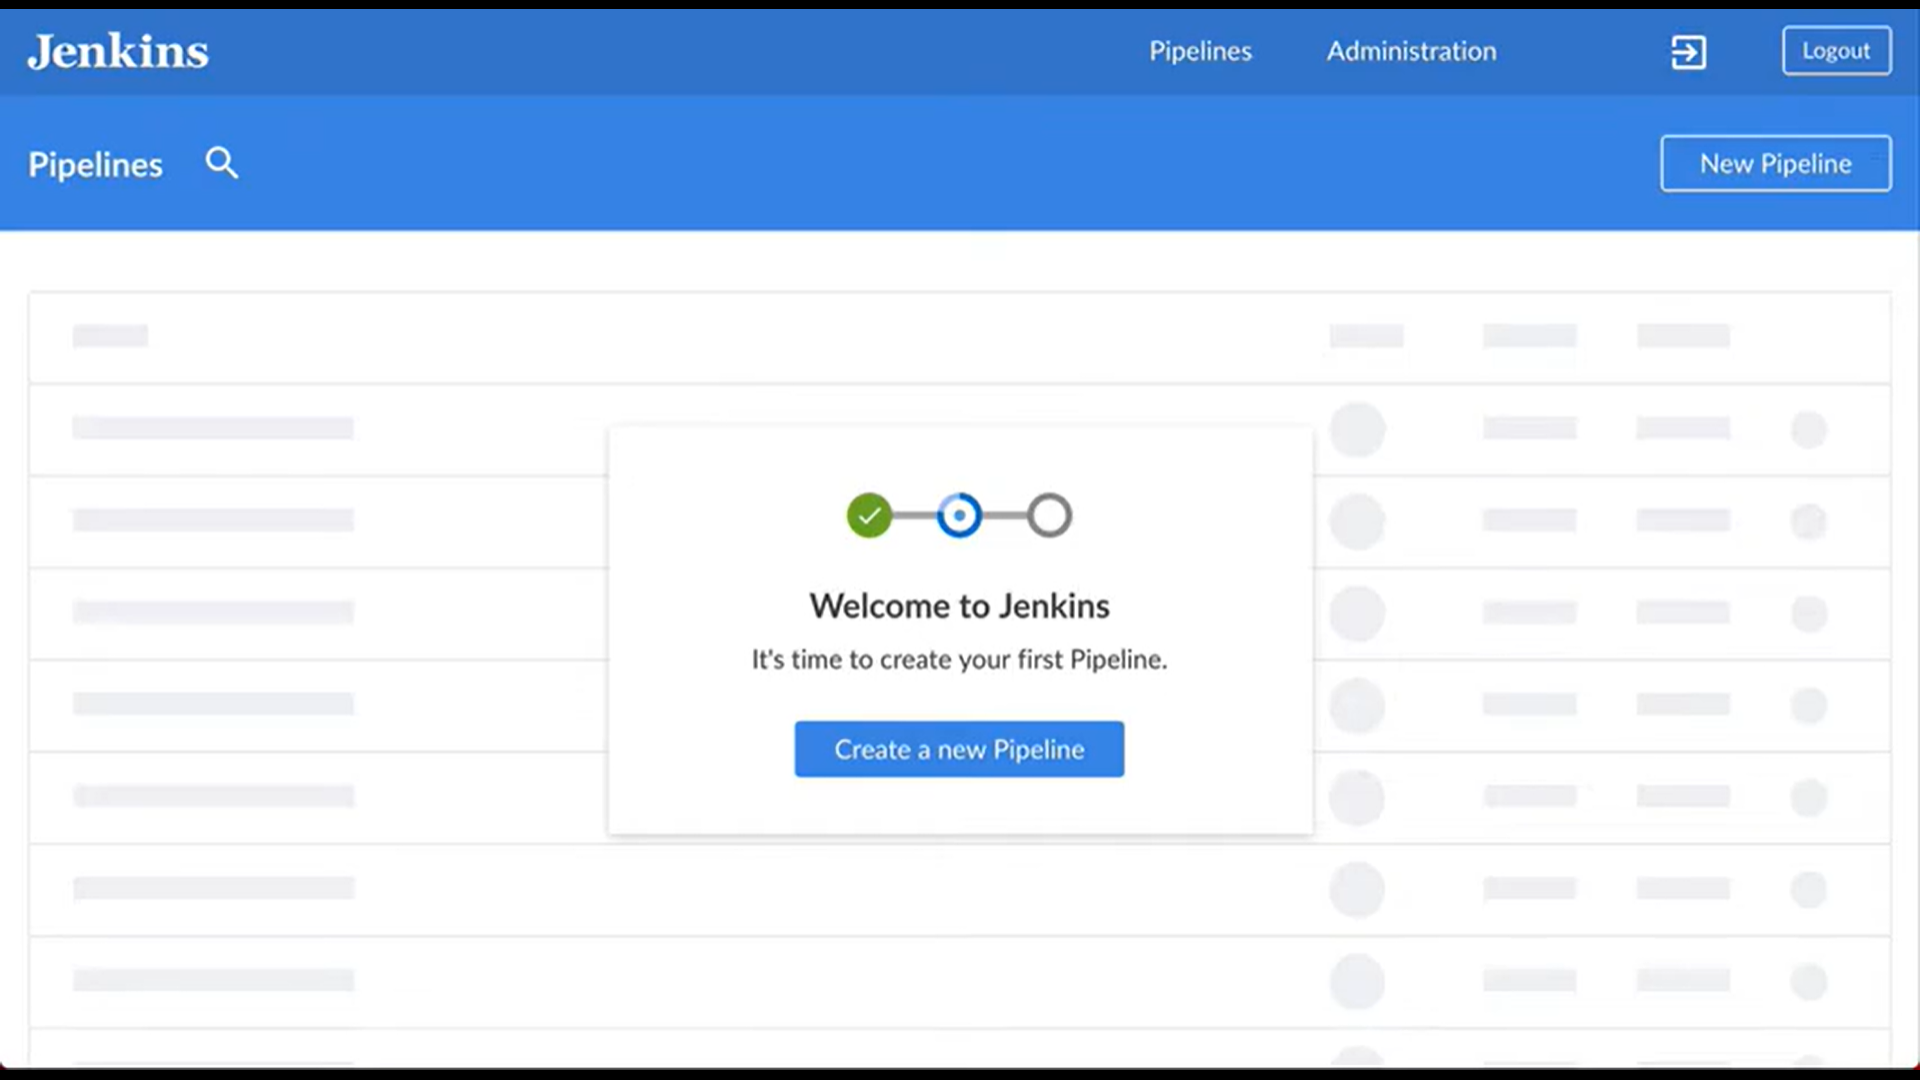 Jenkins
Pipelines
Administration
Logout
Pipelines
New Pipeline
Welcome to Jenkins
It's time to create your first Pipeline.
Create a new Pipeline